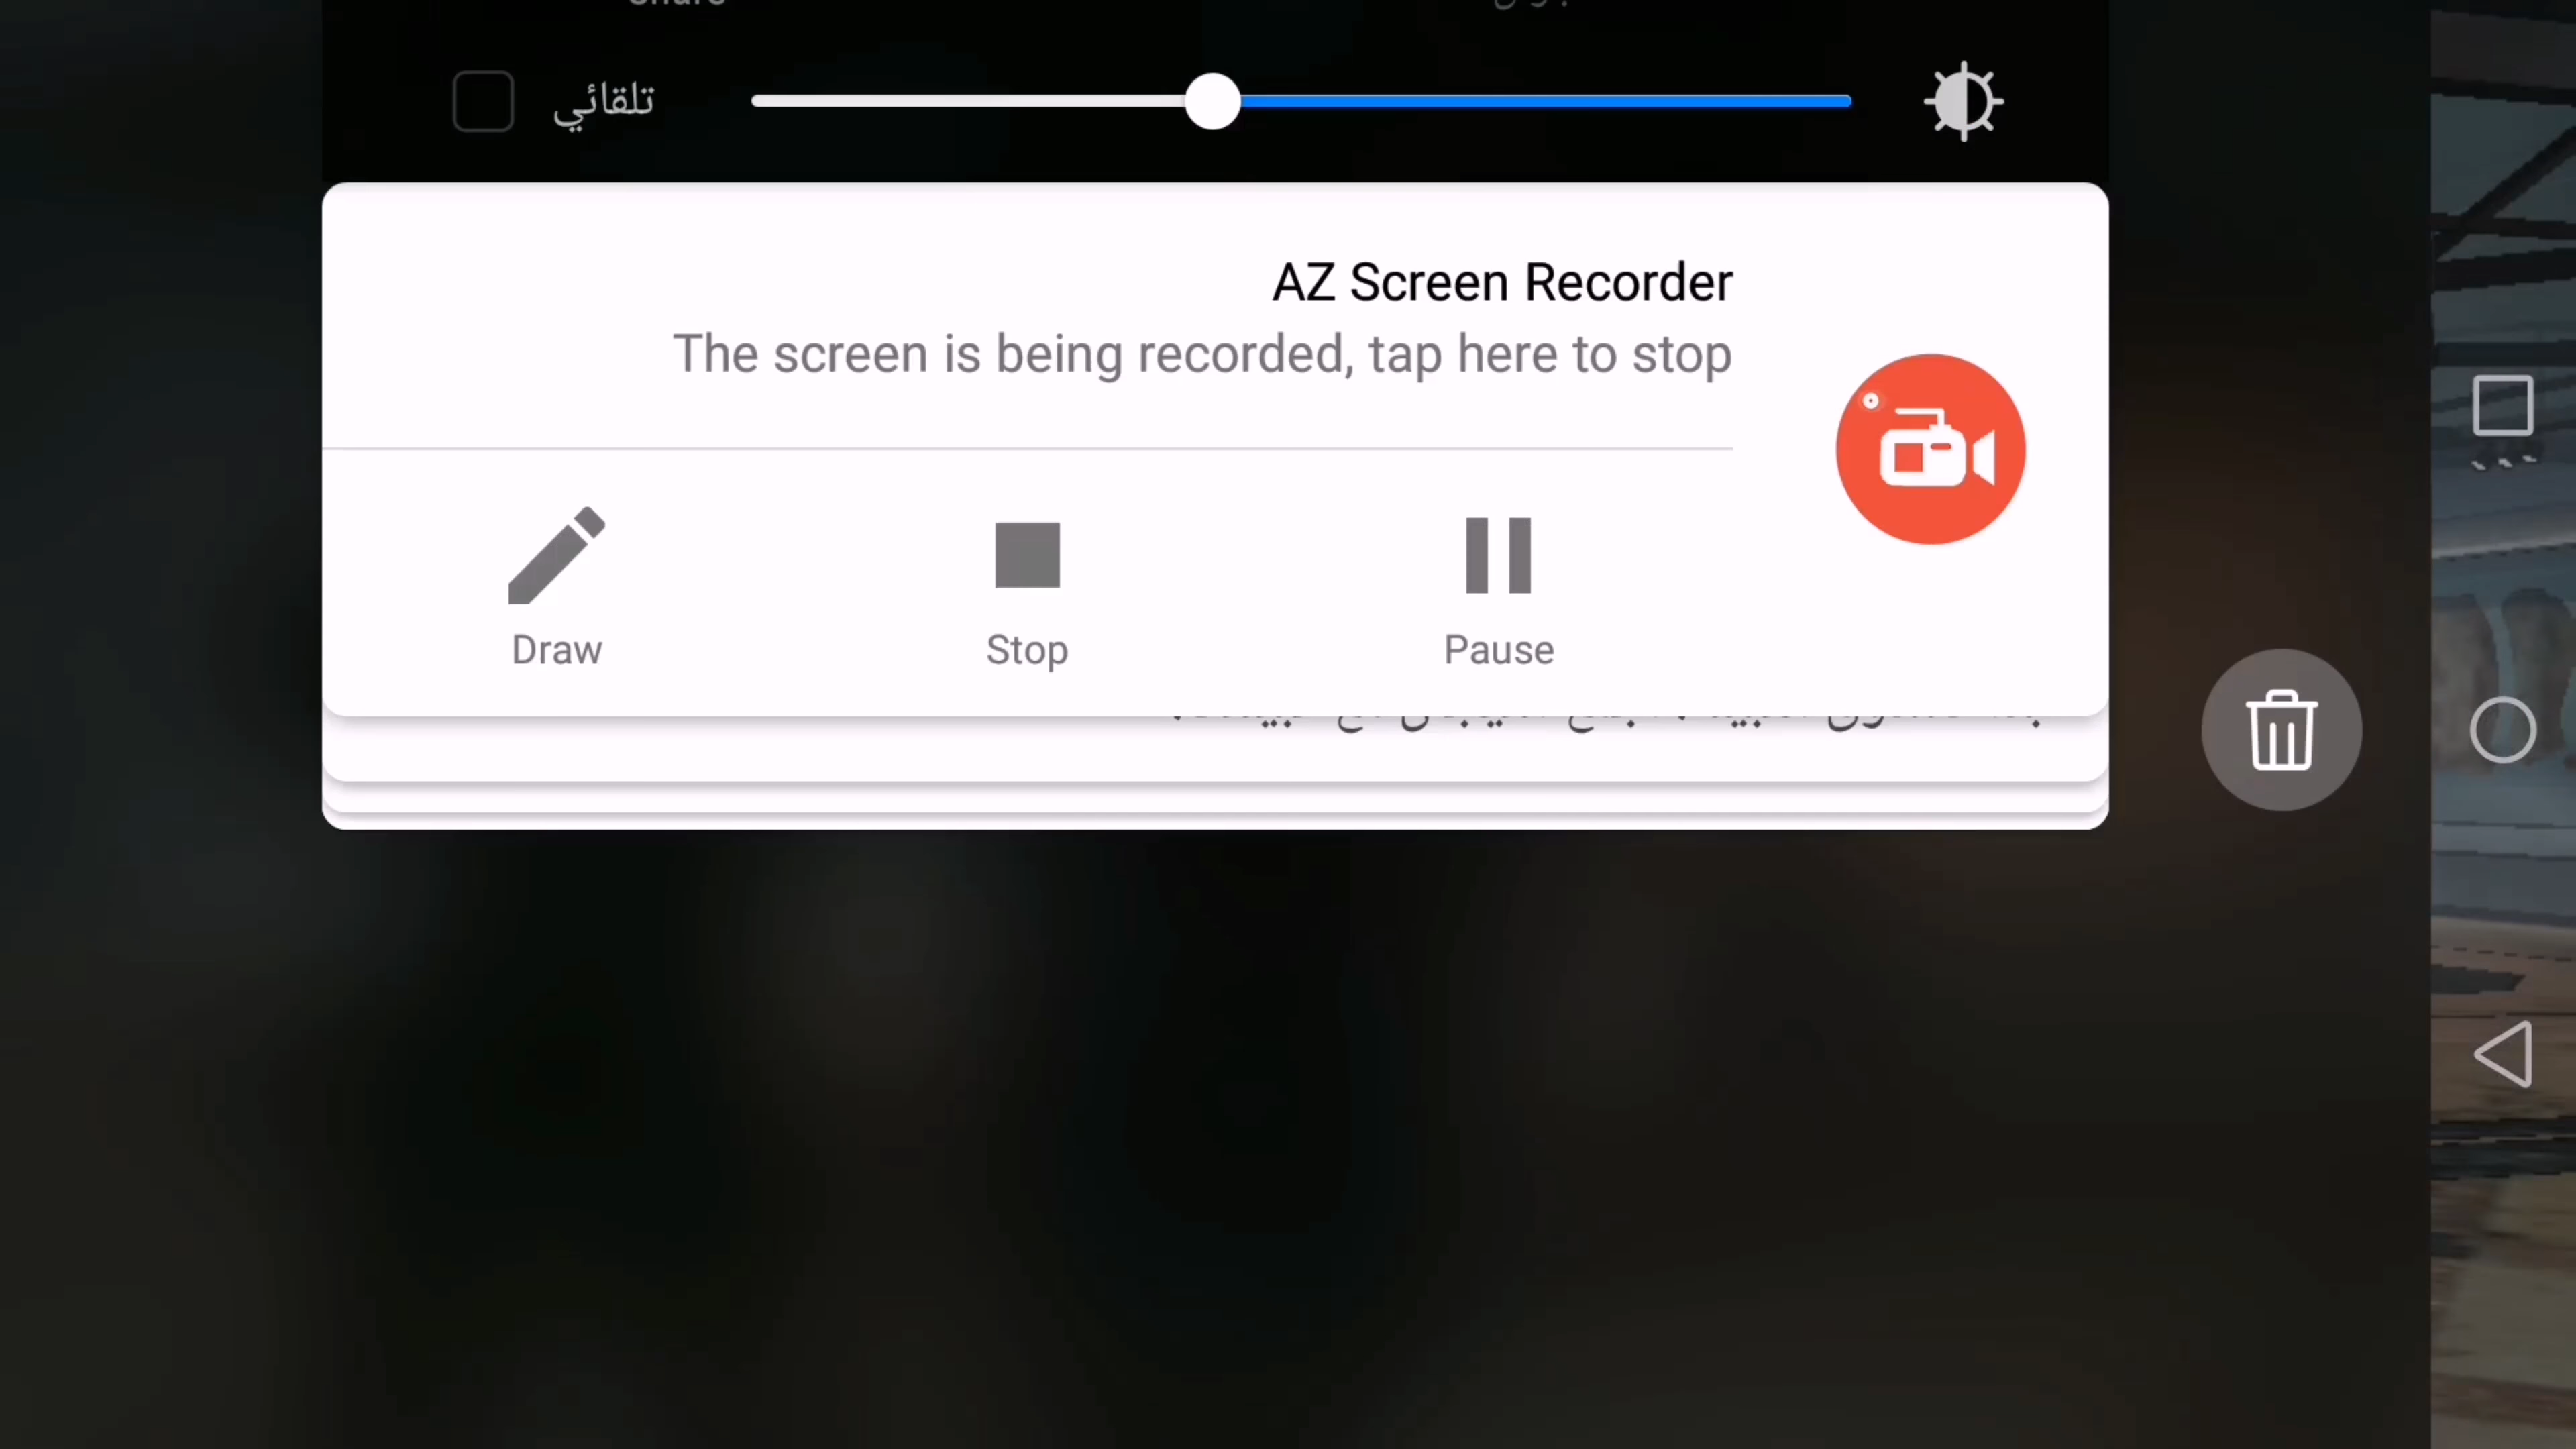 تلقائي
AZ Screen Recorder
The screen is being recorded, tap here to stop
Draw
Stop
Pause